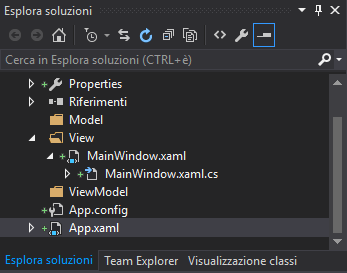 Esplora soluzioni
Cerca in Esplora soluzioni (CTRL+è)
Properties
Riferimenti
Model
View
MainWindow.xaml
MainWindow.xaml.cs
ViewModel
App.config
App.xaml
Esplora soluzioni Team Explorer Visualizzazione classi